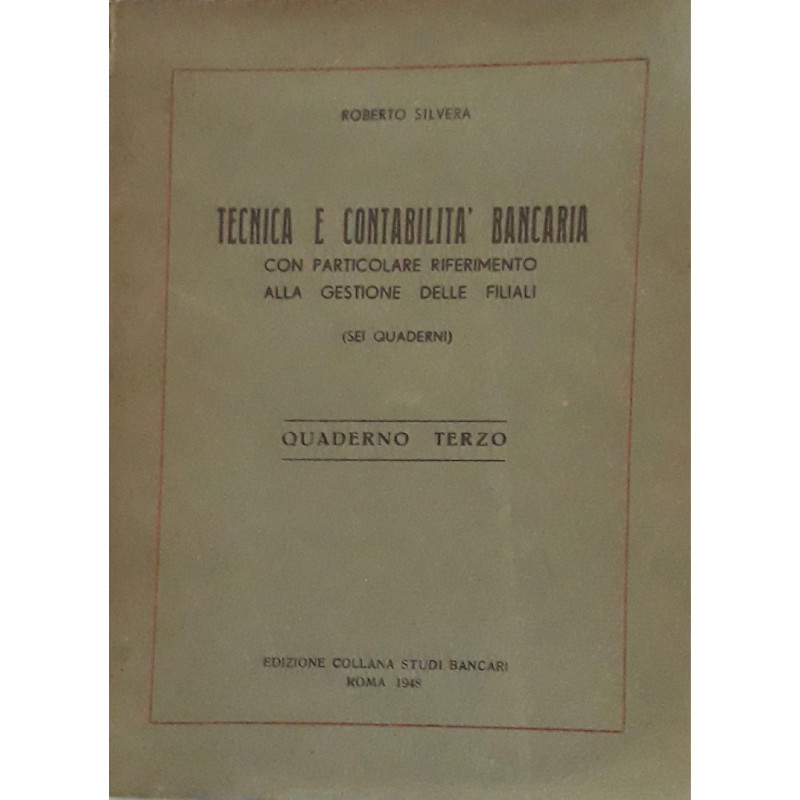 ROBERTO SILVERA
TECNICA E CONTABILITA' BANCARIA
CON PARTICOLARE RIFERIMENTO
ALLA GESTIONE DELLE FILIALI
(SEI QUADERNI)
QUADERNO TERZO
EDIZIONE COLLANA STUDI BANCARI
ROMA 1948